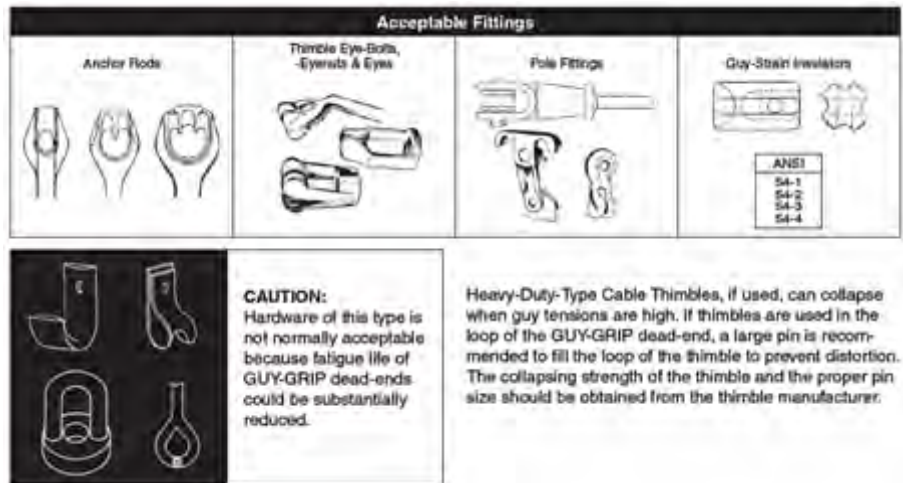 Acceptable Fittings
Anchor Rods
Thimble Eye-Bolts,
-Eyenuts & Eyes
Pole Fittings
Guy-Strain Insulators
ANSI
54-1
54-2
54-3
54-4
CAUTION:
Hardware of this type is
not normally acceptable
because fatigue life of
GUY-GRIP dead-ends
could be substantially
reduced.
Heavy-Duty-Type Cable Thimbles, if used, can collapse
when guy tensions are high. If thimbles are used in the
loop of the GUY-GRIP dead-end, a large pin is recom-
mended to fill the loop of the thimble to prevent distortion.
The collapsing strength of the thimble and the proper pin
size should be obtained from the thimble manufacturer.